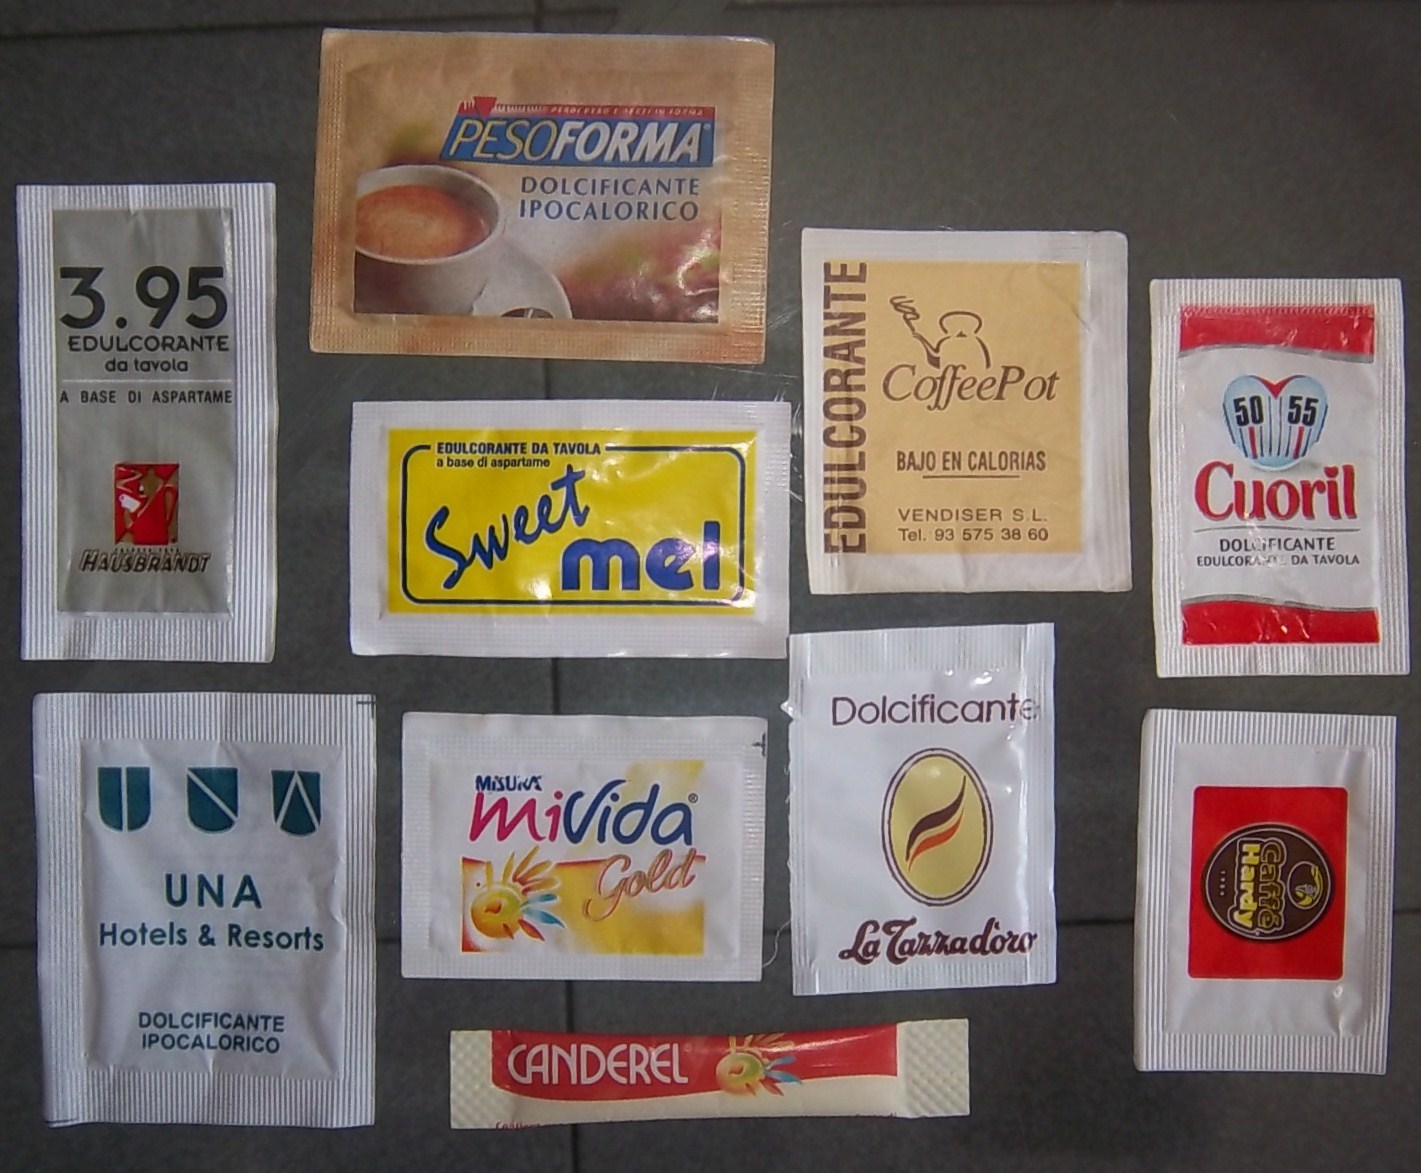 PESOFORMA
DOLCIFICANTE
IPOCALORICO
3.95
EDULCORANTE
da tavola
A BASE DI ASPARTAME
HAUSBRANDT
EDULCORANTE DA TAVOLA
a base di aspartame
Sweet
mel
EDULCORANTE
CoffeePot
BAJO EN CALORIAS
VENDISER S.L.
Tel. 93 575 38 60
50 55
Cuoril
DOLCIFICANTE
EDULCORANTE DA TAVOLA
UNA
UNA
Hotels & Resorts
DOLCIFICANTE
IPOCALORICO
MISURA
miVida®
Gold
Dolcificante
La Tazza d'oro
Caffè
Hardy
CANDEREL®